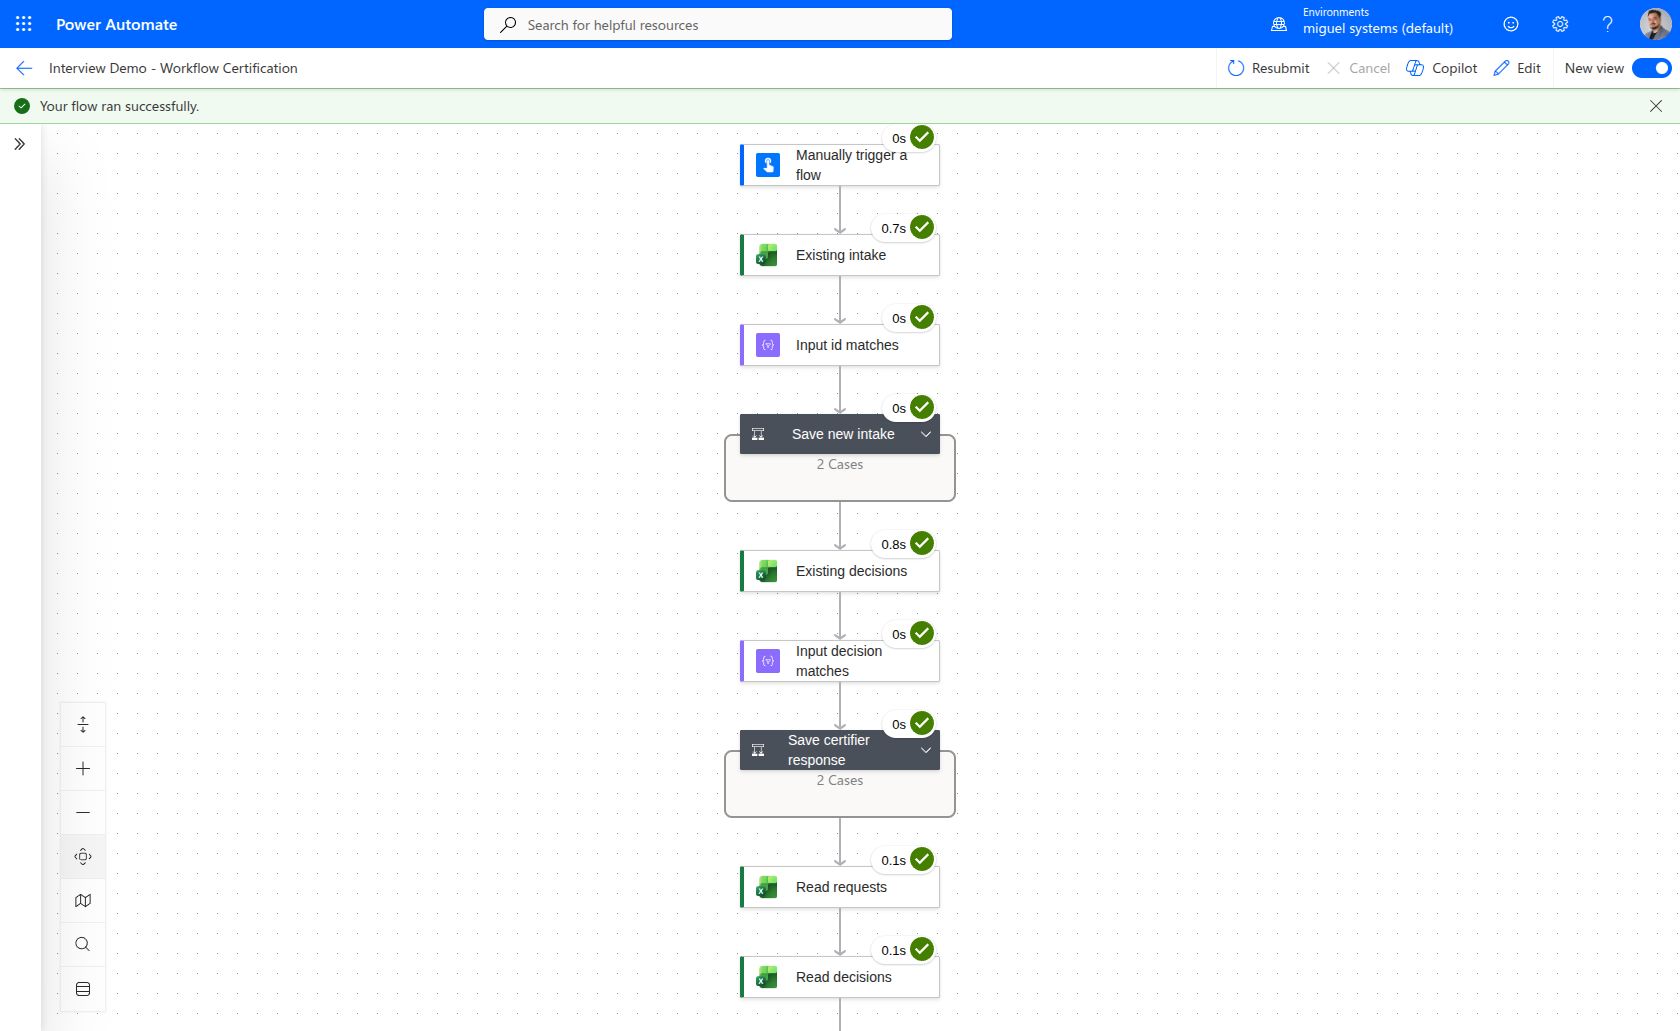 Power Automate
Search for helpful resources
Environments
miguel systems (default)
Interview Demo - Workflow Certification
Resubmit
Cancel
Copilot
Edit
New view
Your flow ran successfully.
0s
Manually trigger a
flow
0.7s
Existing intake
0s
Input id matches
0s
Save new intake
2 Cases
0.8s
Existing decisions
0s
Input decision
matches
0s
Save certifier
response
2 Cases
0.1s
Read requests
0.1s
Read decisions